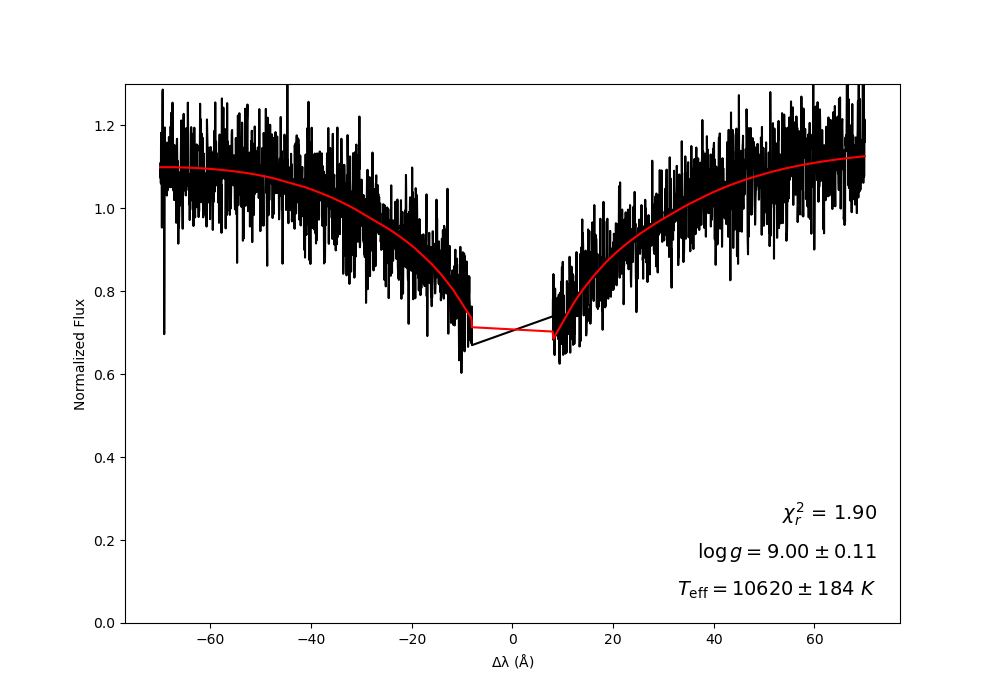 1.2
1.0
0.8
0.6
0.4
0.2
0.0
Normalized Flux
χ²ᵣ = 1.90
log g = 9.00 ± 0.11
T_eff = 10620 ± 184 K
−60 −40 −20 0 20 40 60
Δλ (Å)